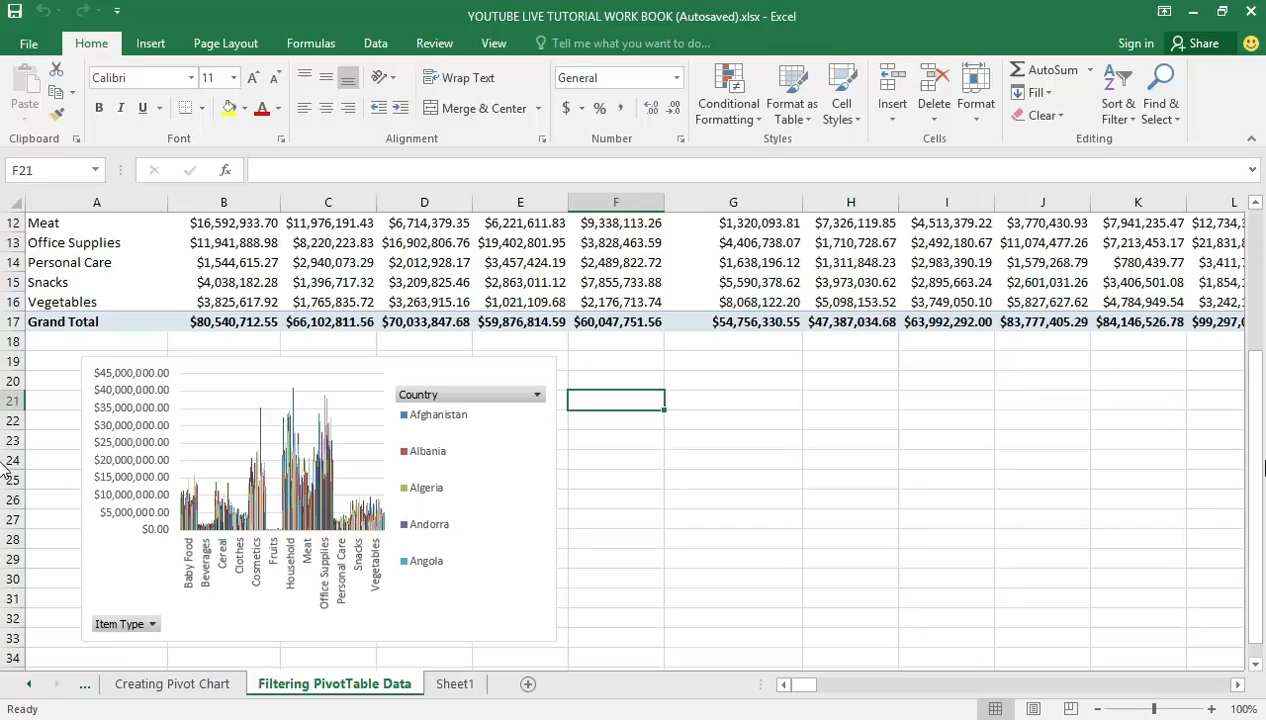 YOUTUBE LIVE TUTORIAL WORK BOOK (Autosaved).xlsx - Excel
File Home Insert Page Layout Formulas Data Review View Tell me what you want to do... Sign in Share
Paste Calibri 11 A A Wrap Text General Conditional Formatting Format as Table Cell Styles Insert Delete Format AutoSum Sort & Filter Find & Select
B I U A Merge & Center $ % , Fill
Clear
Clipboard Font Alignment Number Styles Cells Editing
F21 fx
A B C D E F G H I J K L
12 Meat $16,592,933.70 $11,976,191.43 $6,714,379.35 $6,221,611.83 $9,338,113.26 $1,320,093.81 $7,326,119.85 $4,513,379.22 $3,770,430.93 $7,941,235.47 $12,734,
13 Office Supplies $11,941,888.98 $8,220,223.83 $16,902,806.76 $19,402,801.95 $3,828,463.59 $4,406,738.07 $1,710,728.67 $2,492,180.67 $11,074,477.26 $7,213,453.17 $21,831,
14 Personal Care $1,544,615.27 $2,940,073.29 $2,012,928.17 $3,457,424.19 $2,489,822.72 $1,638,196.12 $1,311,848.23 $2,983,390.19 $1,579,268.79 $780,439.77 $3,411,
15 Snacks $4,038,182.28 $1,396,717.32 $3,209,825.46 $2,863,011.12 $7,855,733.88 $5,590,378.62 $3,973,030.62 $2,895,663.24 $2,601,031.26 $3,406,501.08 $1,854,
16 Vegetables $3,825,617.92 $1,765,835.72 $3,263,915.16 $1,021,109.68 $2,176,713.74 $8,068,122.20 $5,098,153.52 $3,749,050.10 $5,827,627.62 $4,784,949.54 $3,242,
17 Grand Total $80,540,712.55 $66,102,811.56 $70,033,847.68 $59,876,814.59 $60,047,751.56 $54,756,330.55 $47,387,034.68 $63,992,292.00 $83,777,405.29 $84,146,526.78 $99,297,
18
19
20
21
22
23
24
25
26
27
28
29
30
31
32
33
34
$45,000,000.00
$40,000,000.00
$35,000,000.00
$30,000,000.00
$25,000,000.00
$20,000,000.00
$15,000,000.00
$10,000,000.00
$5,000,000.00
$0.00
Baby Food
Beverages
Cereal
Clothes
Cosmetics
Fruits
Household
Meat
Office Supplies
Personal Care
Snacks
Vegetables
Country
Afghanistan
Albania
Algeria
Andorra
Angola
Item Type
... Creating Pivot Chart Filtering PivotTable Data Sheet1
Ready 100%